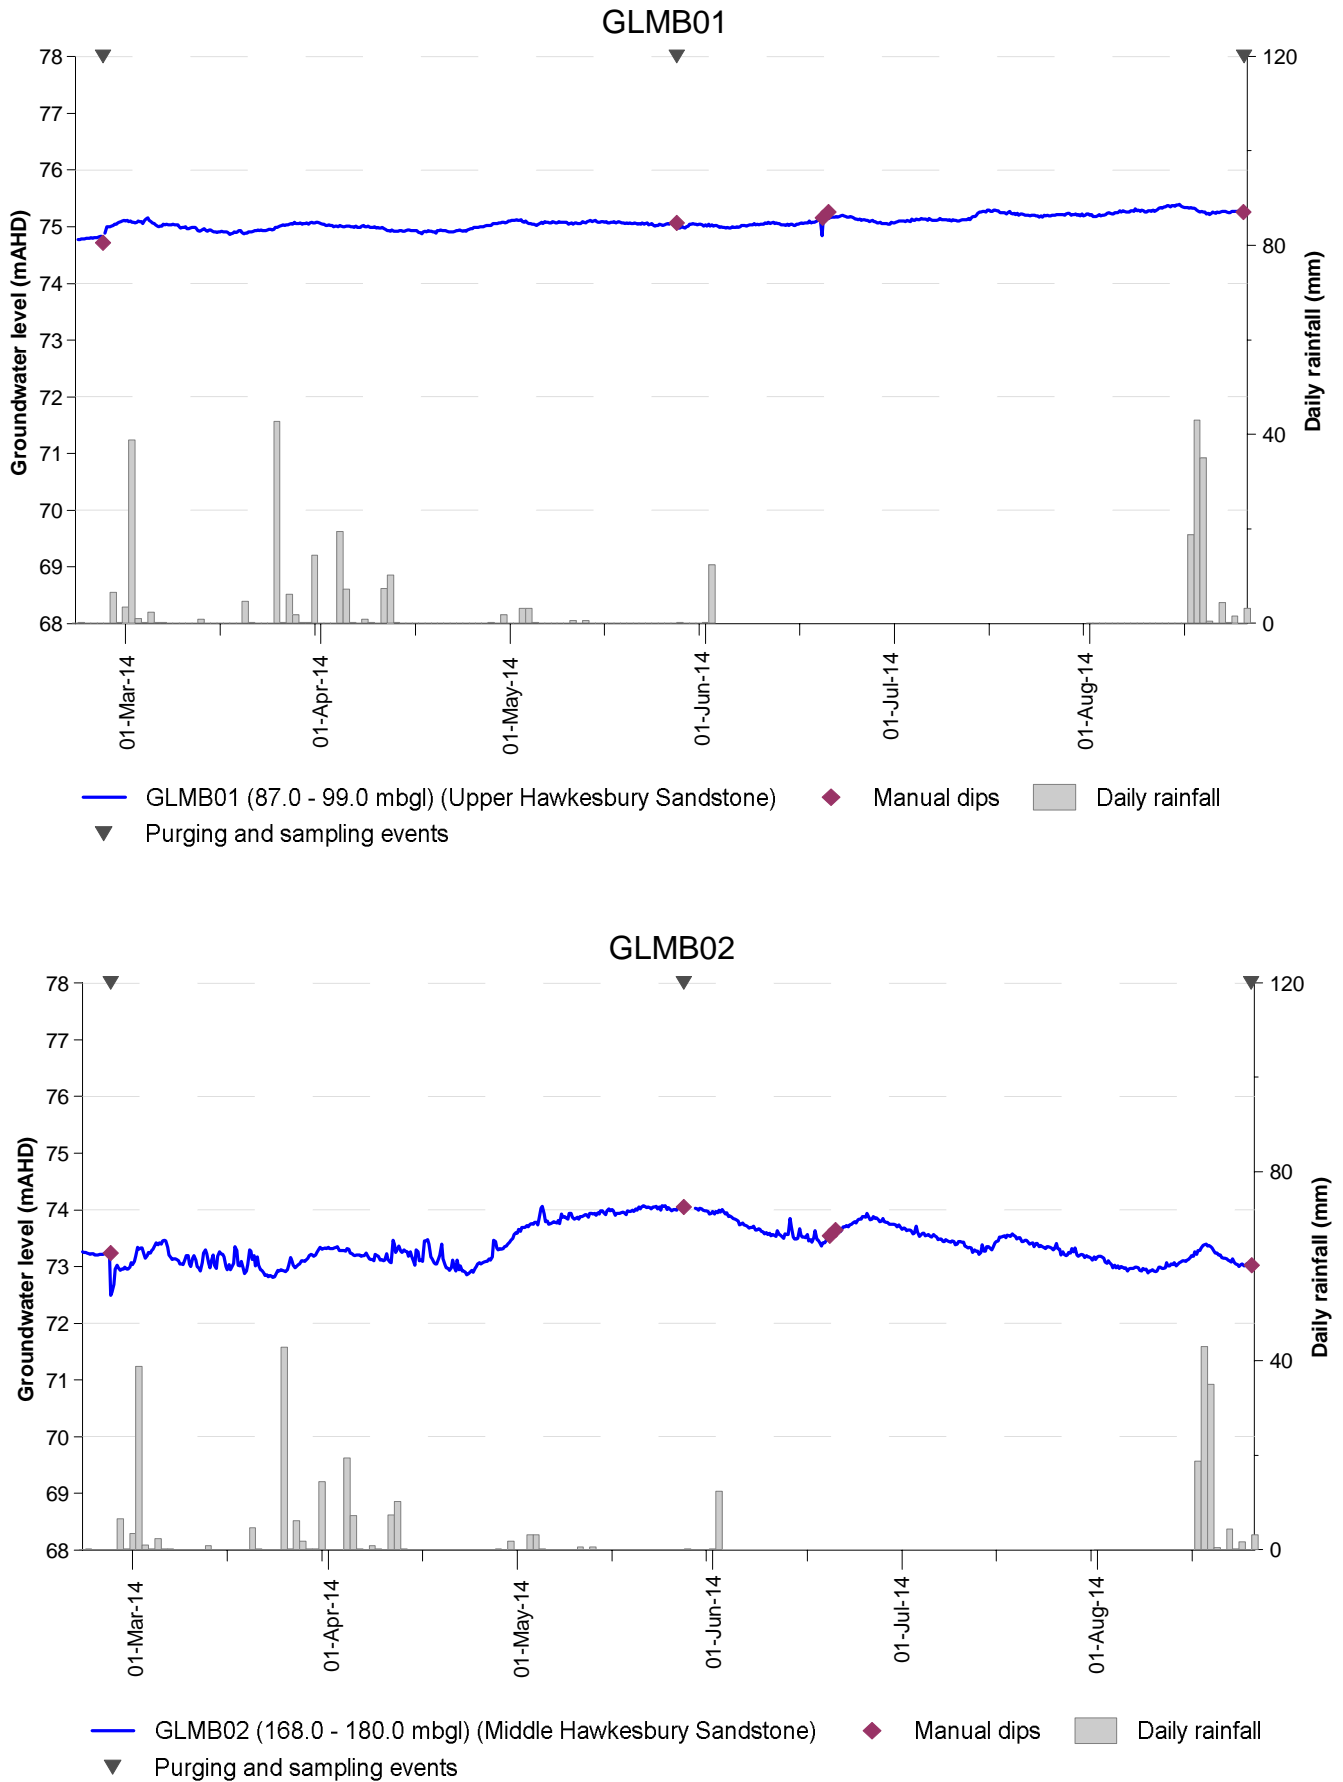 GLMB01
78
77
76
75
74
73
72
71
70
69
68
Groundwater level (mAHD)
120
80
40
0
Daily rainfall (mm)
01-Mar-14
01-Apr-14
01-May-14
01-Jun-14
01-Jul-14
01-Aug-14
GLMB01 (87.0 - 99.0 mbgl) (Upper Hawkesbury Sandstone) Manual dips Daily rainfall
Purging and sampling events
GLMB02
78
77
76
75
74
73
72
71
70
69
68
Groundwater level (mAHD)
120
80
40
0
Daily rainfall (mm)
01-Mar-14
01-Apr-14
01-May-14
01-Jun-14
01-Jul-14
01-Aug-14
GLMB02 (168.0 - 180.0 mbgl) (Middle Hawkesbury Sandstone) Manual dips Daily rainfall
Purging and sampling events